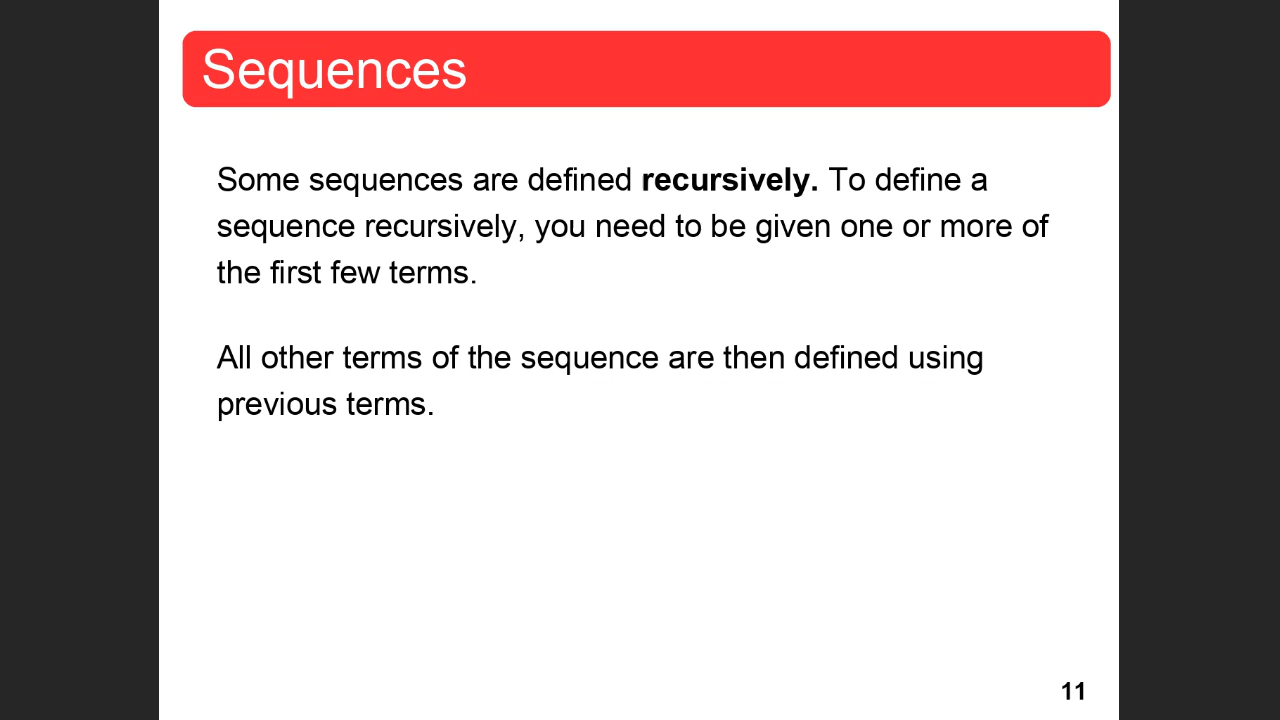 Sequences
Some sequences are defined recursively. To define a
sequence recursively, you need to be given one or more of
the first few terms.
All other terms of the sequence are then defined using
previous terms.
11